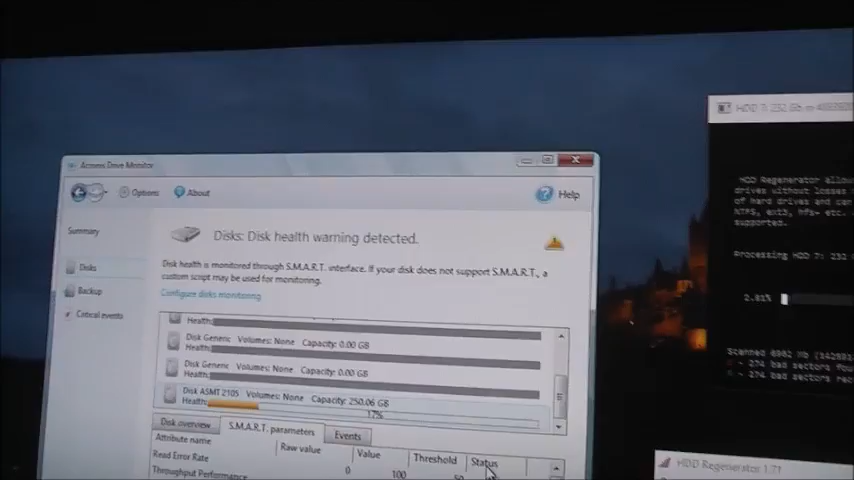 Acronis Drive Monitor
Options
About
Help
Summary
Disks
Backup
Critical events
Disks: Disk health warning detected.
Disk health is monitored through S.M.A.R.T. interface. If your disk does not support S.M.A.R.T., a
custom script may be used for monitoring.
Configure disks monitoring
Health:
Disk Generic Volumes: None Capacity: 0.00 GB
Health:
Disk Generic Volumes: None Capacity: 0.00 GB
Health:
Disk ASMT 2105 Volumes: None Capacity: 250.06 GB
Health:
17%
Disk overview
S.M.A.R.T. parameters
Events
Attribute name Raw value Value Threshold Status
Read Error Rate 0 100 50
Throughput Performance
HDD 7: 232 Gb
HDD Regenerator allow
drives without losses
of hard drives and can
supported.
Processing HDD 7: 232
2.81%
Scanned 6982 Mb
- 274 bad sectors fou
- 274 bad sectors rec
HDD Regenerator 1.71